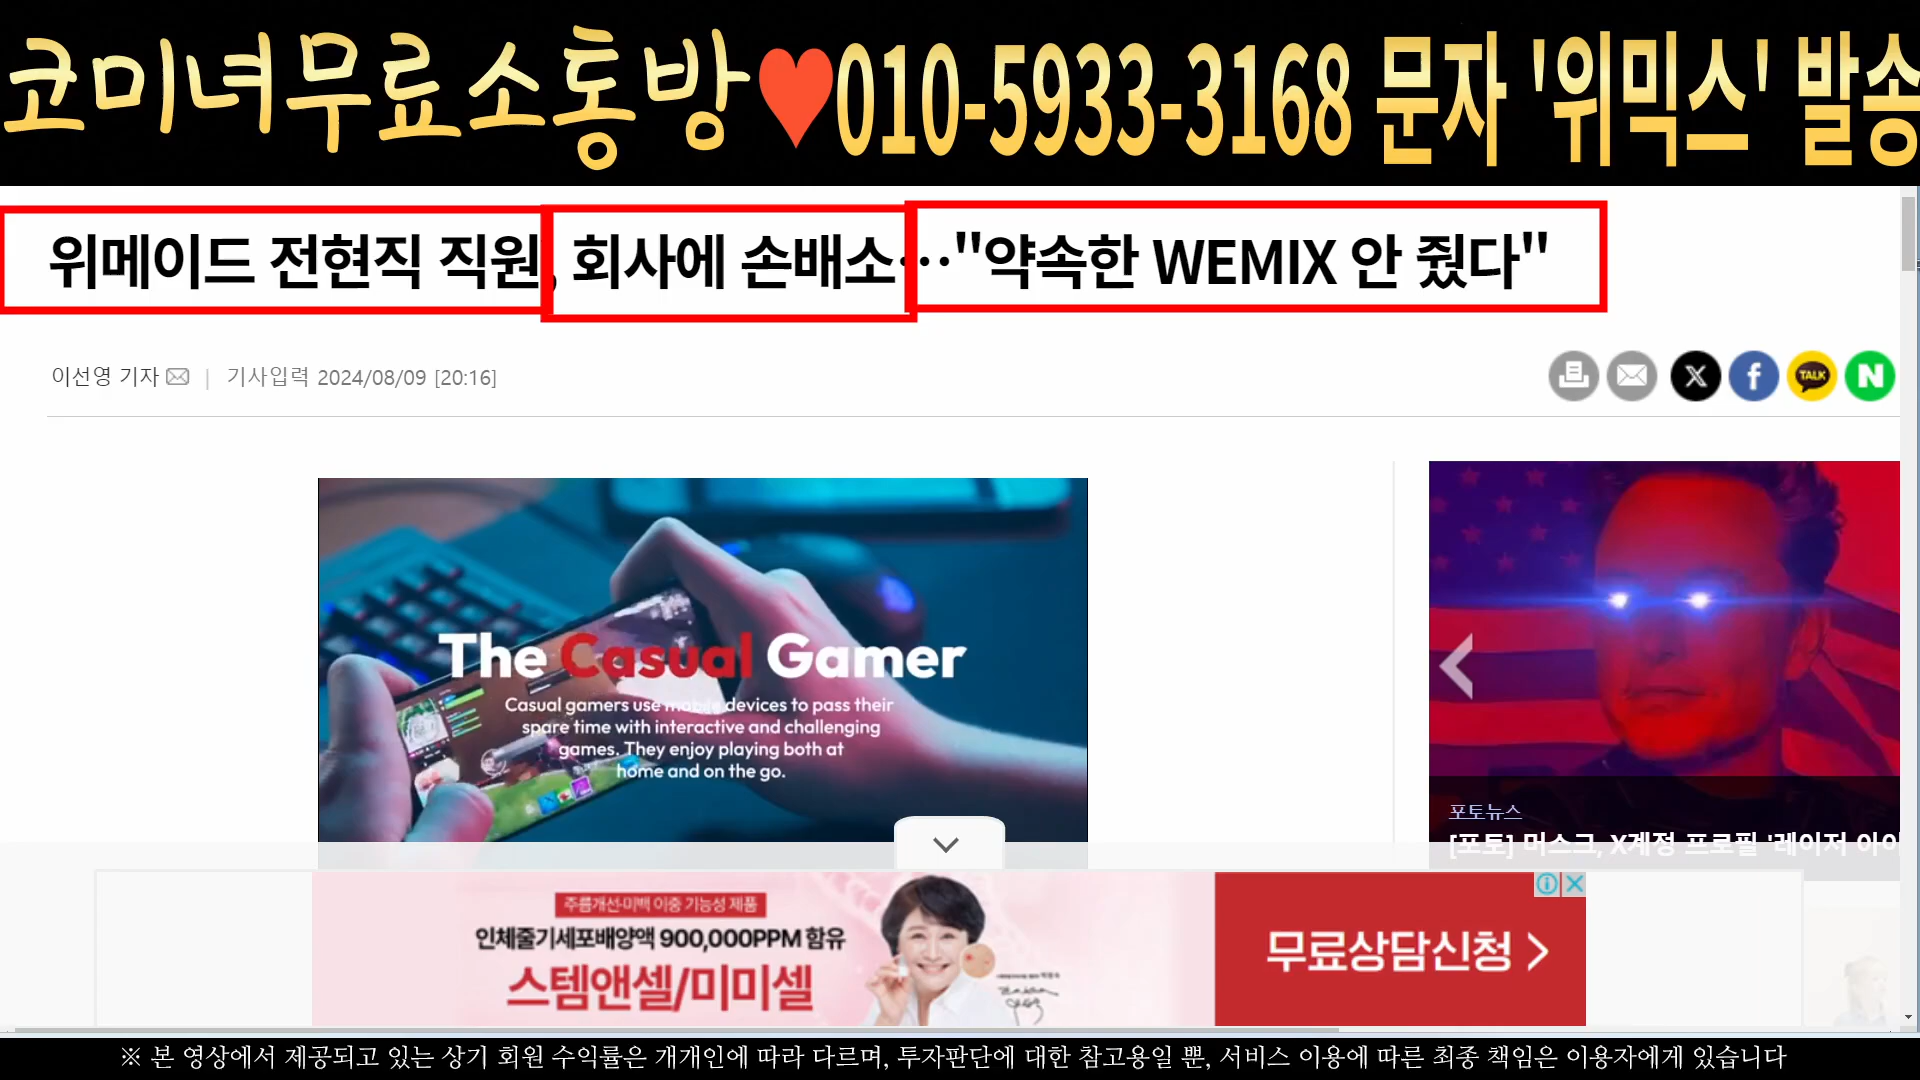 코미녀무료소통방♥010-5933-3168 문자 '위믹스' 발송
위메이드 전현직 직원, 회사에 손배소…"약속한 WEMIX 안 줬다"
이선영 기자 | 기사입력 2024/08/09 [20:16]
TALK
The Casual Gamer
Casual gamers use mobile devices to pass their
spare time with interactive and challenging
games. They enjoy playing both at
home and on the go.
포토뉴스
[포토] 머스크, X계정 프로필 '레이저 아이
주름개선·미백 이중 기능성 제품
인체줄기세포배양액 900,000PPM 함유
스템앤셀/미미셀
무료상담신청 >
※ 본 영상에서 제공되고 있는 상기 회원 수익률은 개개인에 따라 다르며, 투자판단에 대한 참고용일 뿐, 서비스 이용에 따른 최종 책임은 이용자에게 있습니다